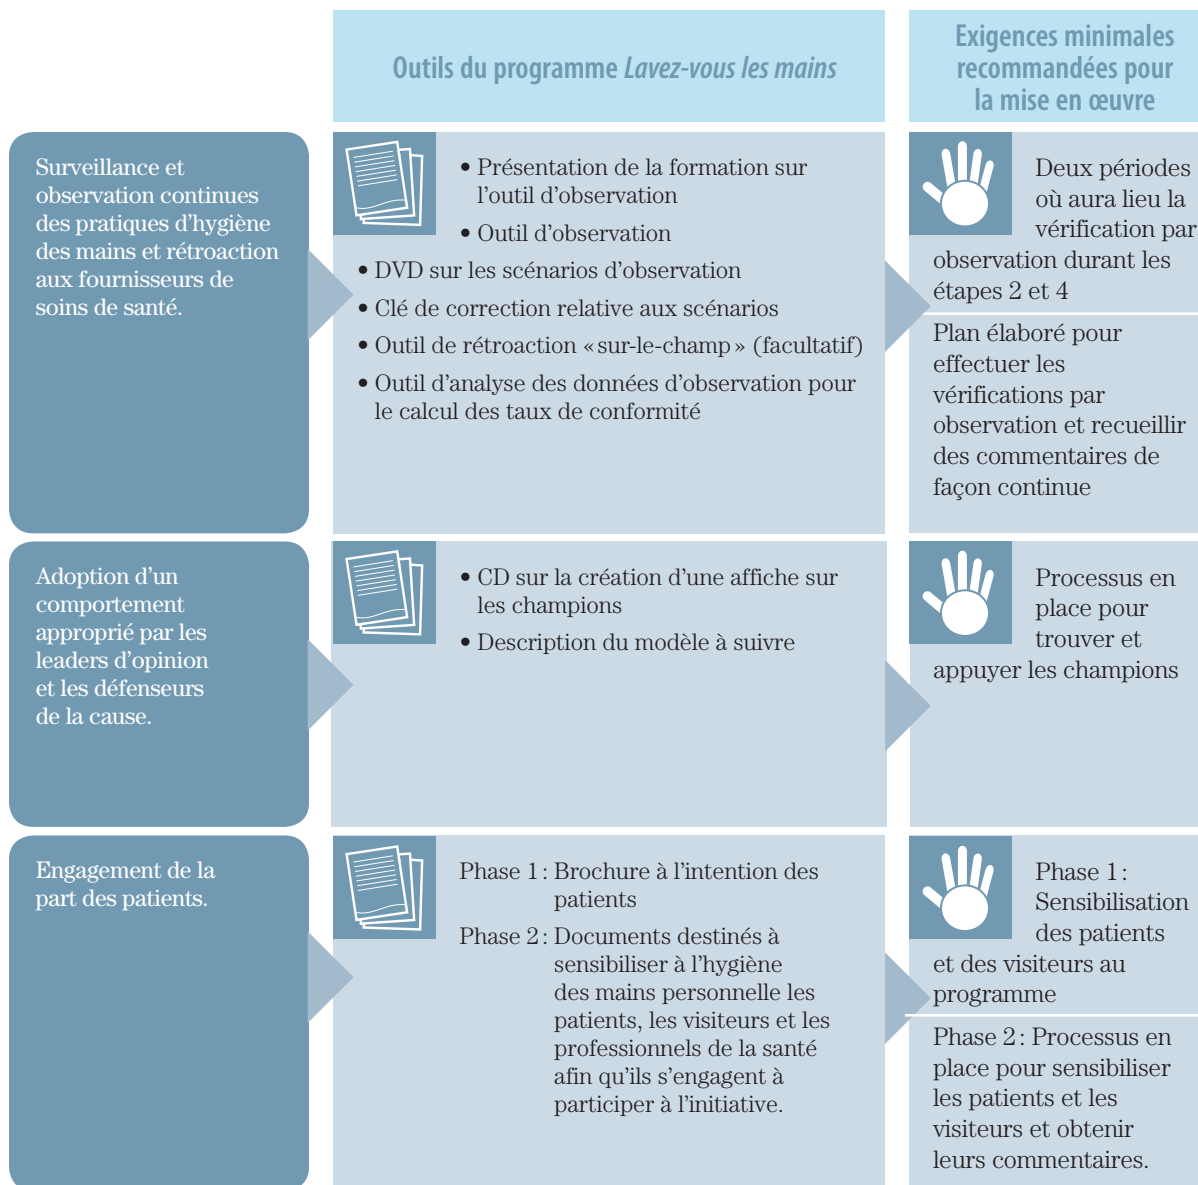 Outils du programme Lavez-vous les mains
Exigences minimales
recommandées pour
la mise en œuvre
Surveillance et
observation continues
des pratiques d'hygiène
des mains et rétroaction
aux fournisseurs de
soins de santé.
• Présentation de la formation sur
l'outil d'observation
• Outil d'observation
• DVD sur les scénarios d'observation
• Clé de correction relative aux scénarios
• Outil de rétroaction «sur-le-champ» (facultatif)
• Outil d'analyse des données d'observation pour
le calcul des taux de conformité
Deux périodes
où aura lieu la
vérification par
observation durant les
étapes 2 et 4
Plan élaboré pour
effectuer les
vérifications par
observation et recueillir
des commentaires de
façon continue
Adoption d'un
comportement
approprié par les
leaders d'opinion
et les défenseurs
de la cause.
• CD sur la création d'une affiche sur
les champions
• Description du modèle à suivre
Processus en
place pour
trouver et
appuyer les champions
Engagement de la
part des patients.
Phase 1: Brochure à l'intention des
patients
Phase 2: Documents destinés à
sensibiliser à l'hygiène
des mains personnelle les
patients, les visiteurs et les
professionnels de la santé
afin qu'ils s'engagent à
participer à l'initiative.
Phase 1:
Sensibilisation
des patients
et des visiteurs au
programme
Phase 2: Processus en
place pour sensibiliser
les patients et les
visiteurs et obtenir
leurs commentaires.